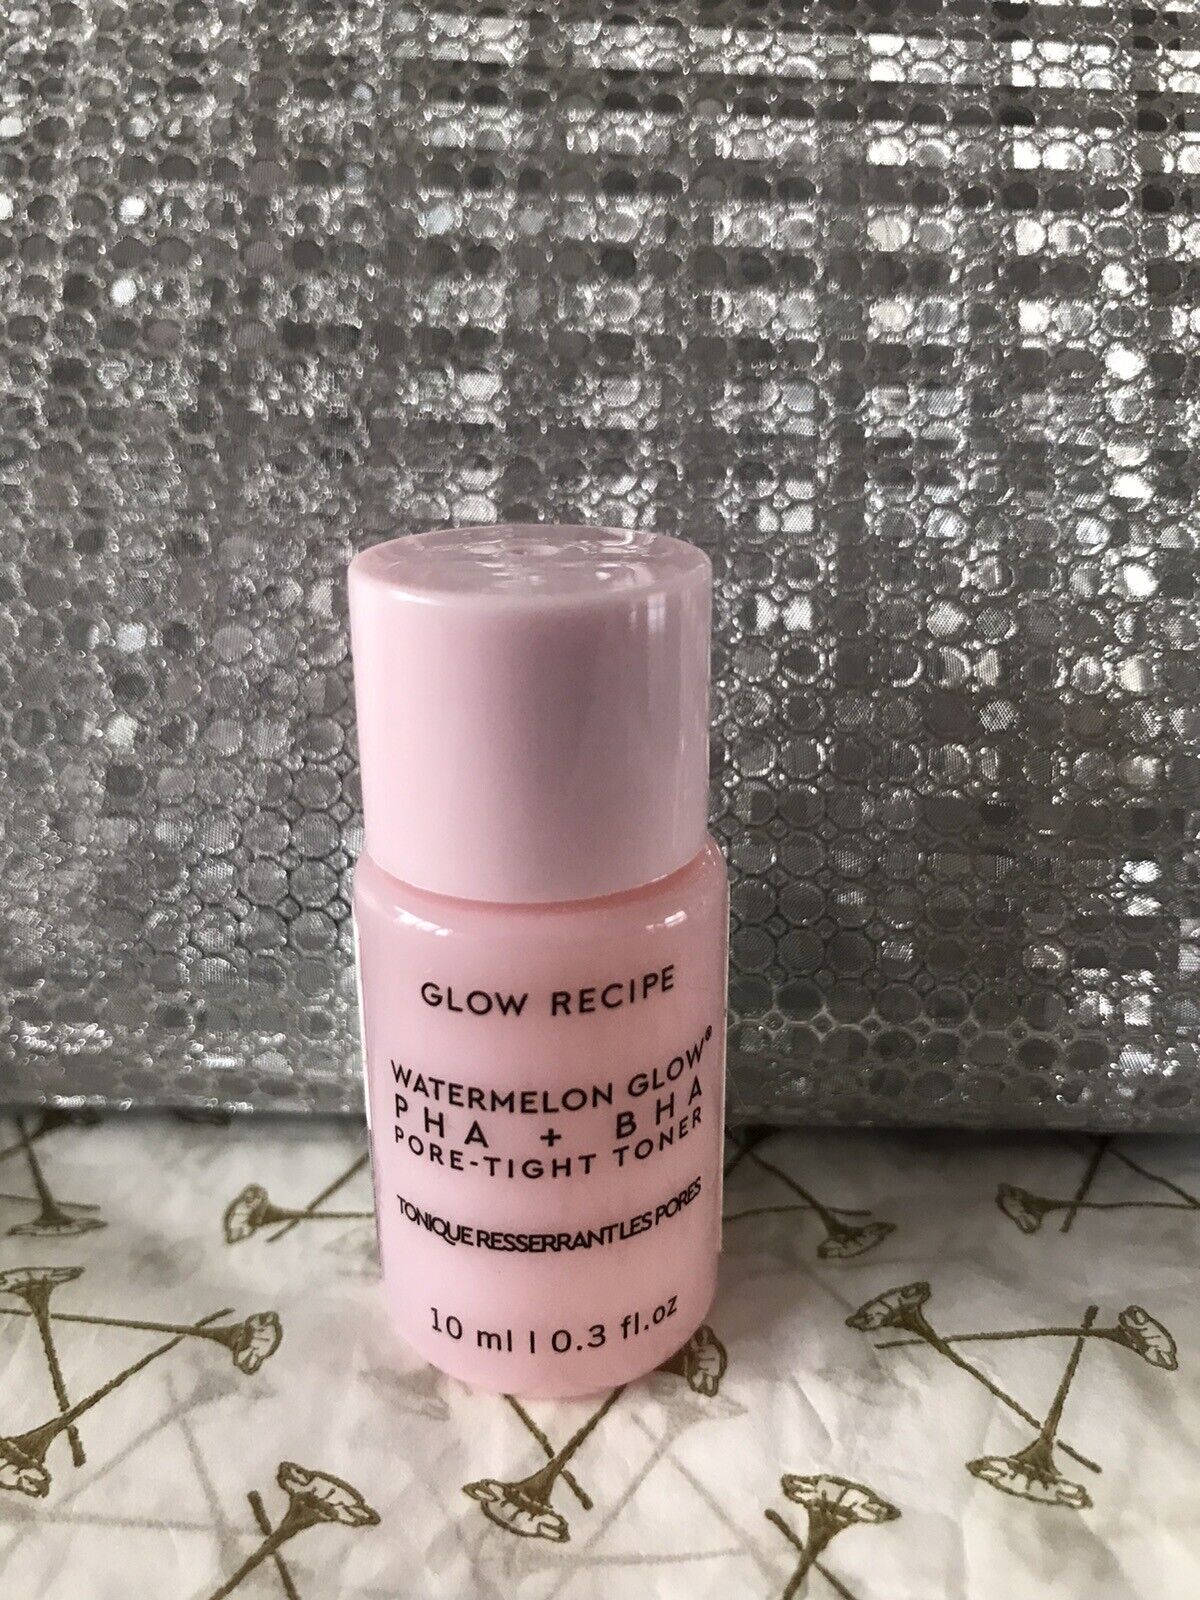 GLOW RECIPE
WATERMELON GLOW®
PHA + BHA
PORE-TIGHT TONER
TONIQUE RESSERRANT LES PORES
10 ml | 0.3 fl.oz